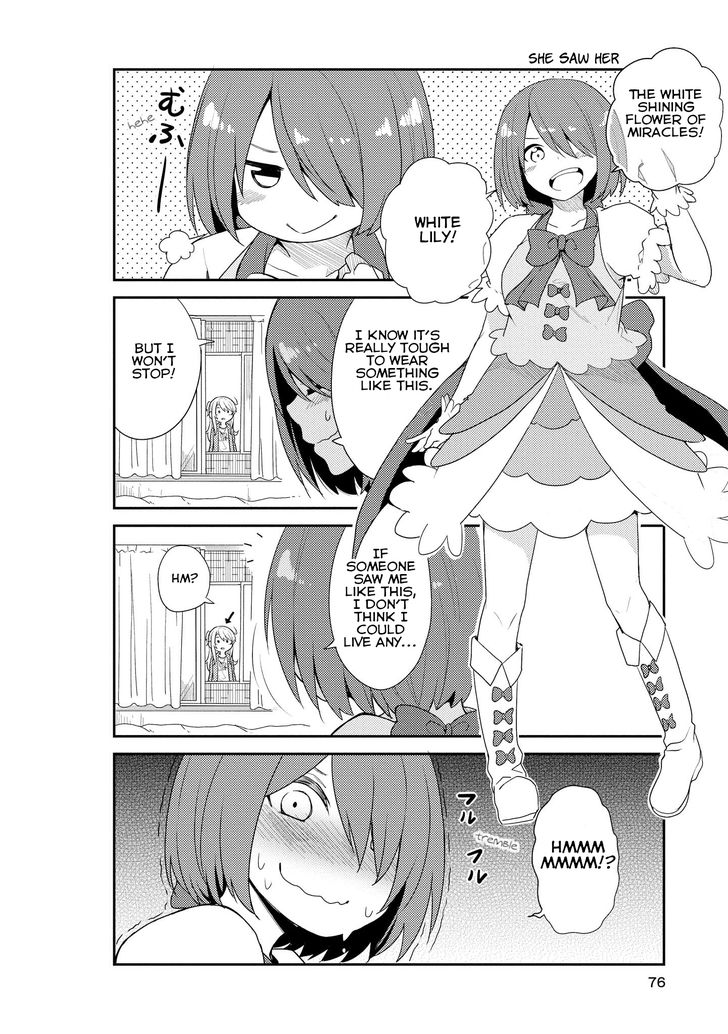 SHE SAW HER
THE WHITE
SHINING
FLOWER OF
MIRACLES!
WHITE
LILY!
むふー
hehe
I KNOW IT'S
REALLY TOUGH
TO WEAR
SOMETHING
LIKE THIS.
BUT I
WON'T
STOP!
IF
SOMEONE
SAW ME
LIKE THIS,
I DON'T
THINK I
COULD
LIVE ANY...
HM?
HMMM
MMMM!?
フル
フル
tremble
76